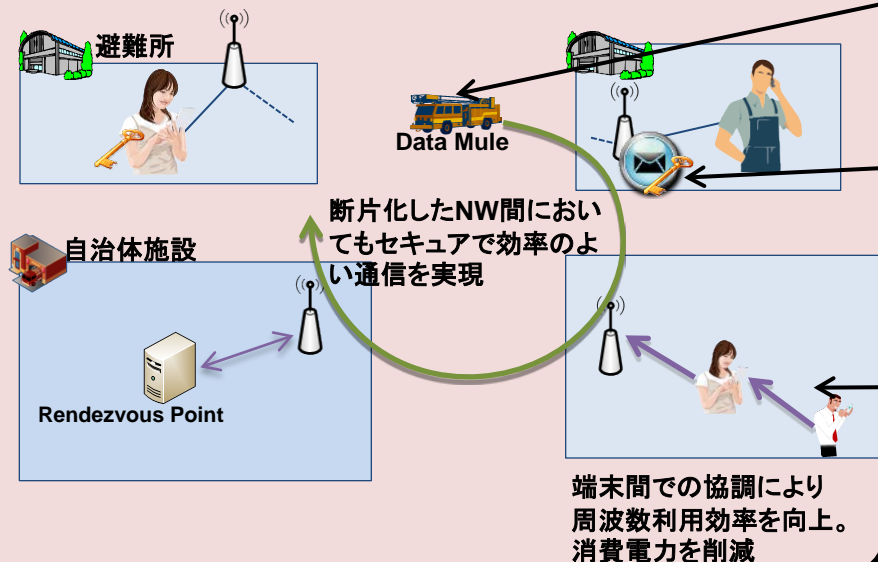 避難所
Data Mule
断片化したNW間におい
てもセキュアで効率のよ
い通信を実現
自治体施設
Rendezvous Point
端末間での協調により
周波数利用効率を向上。
消費電力を削減